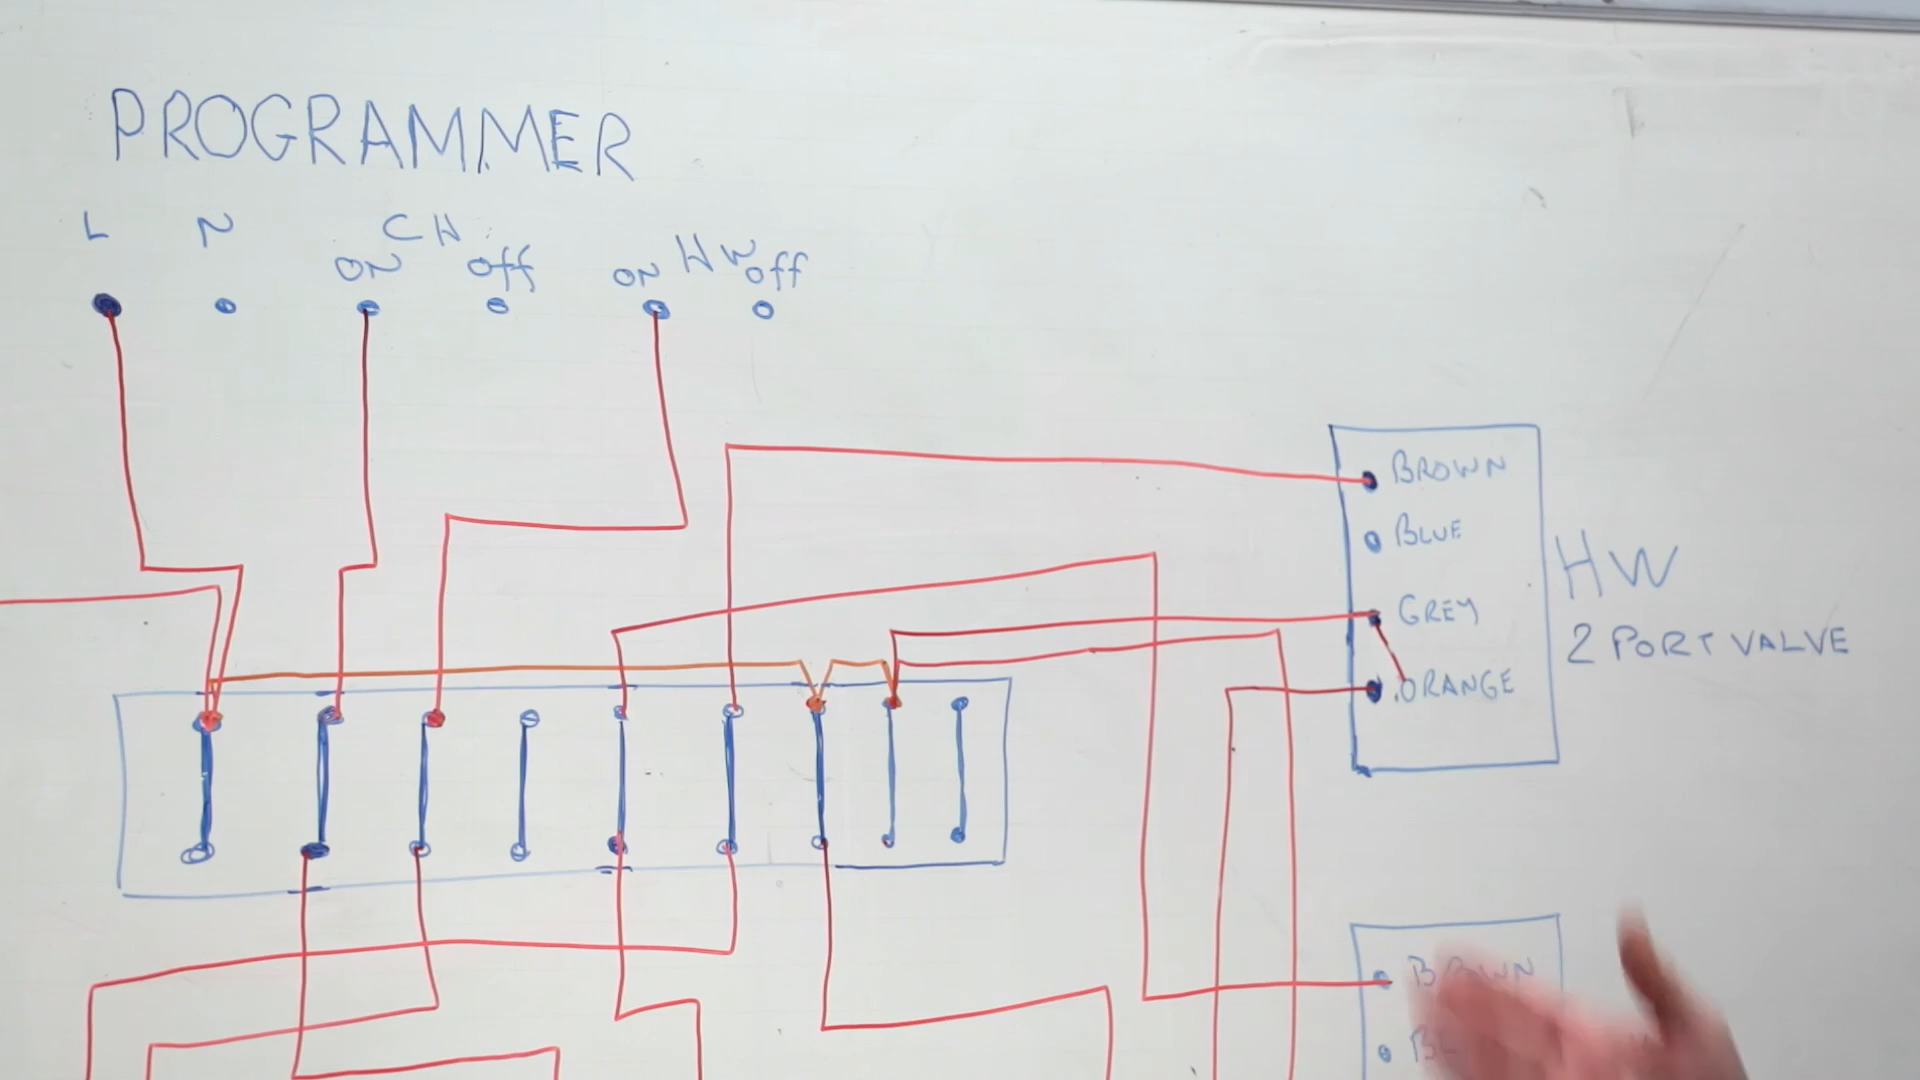 PROGRAMMER
L N CH
ON Off ON HW Off
BROWN
BLUE
GREY
.ORANGE
HW
2 PORT VALVE